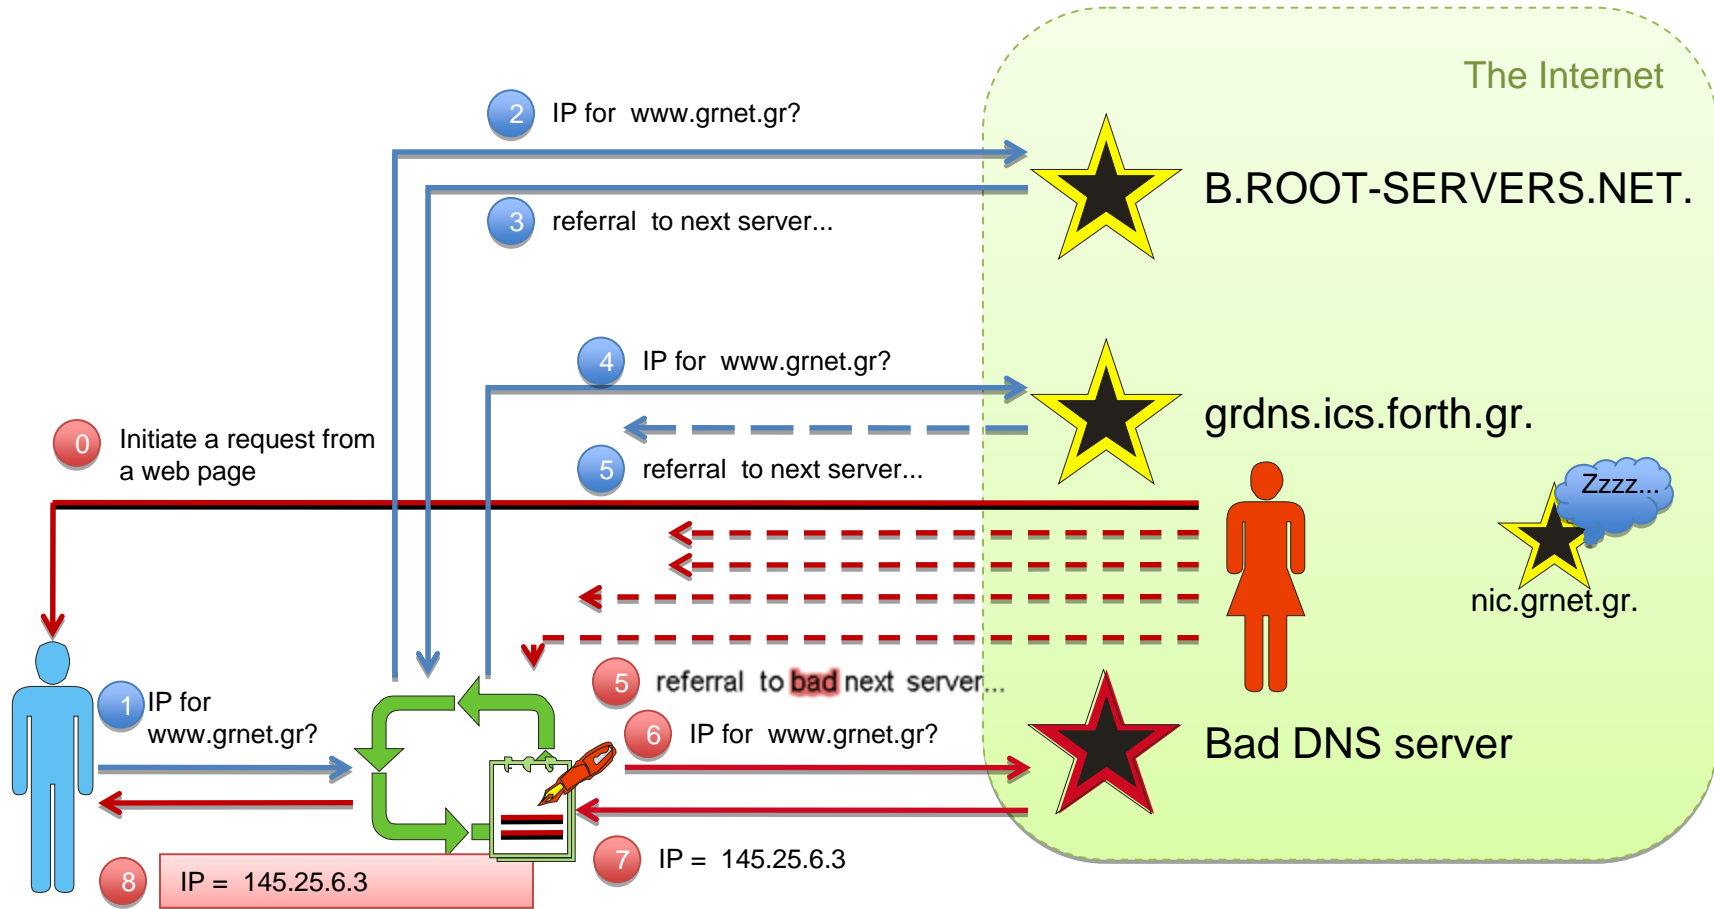 The Internet
2 IP for www.grnet.gr?
B.ROOT-SERVERS.NET.
3 referral to next server...
4 IP for www.grnet.gr?
grdns.ics.forth.gr.
0 Initiate a request from
a web page
5 referral to next server...
Zzzz...
nic.grnet.gr.
5 referral to bad next server...
1 IP for
www.grnet.gr?
6 IP for www.grnet.gr?
Bad DNS server
7 IP = 145.25.6.3
8 IP = 145.25.6.3